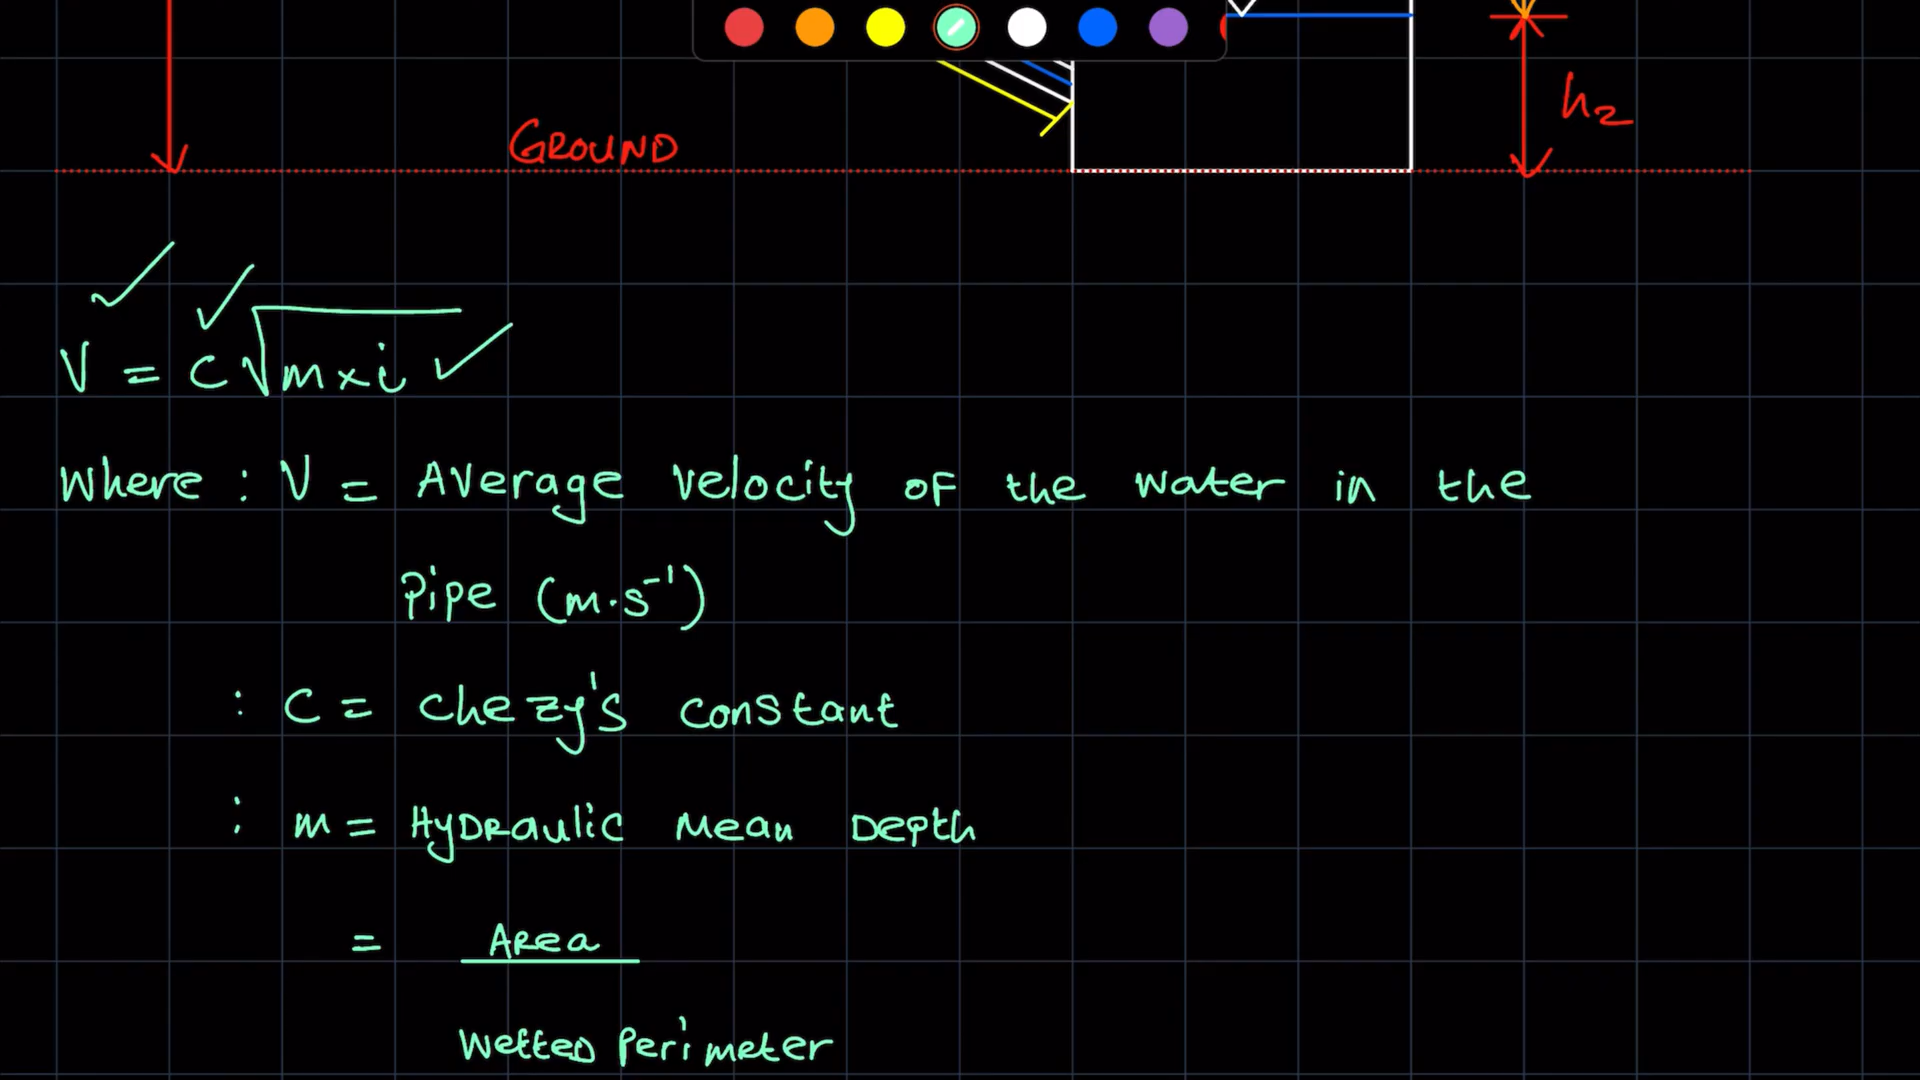 h2
GROUND
V = C√m×i
Where : V = Average velocity of the water in the
Pipe (m·s⁻¹)
: C = chezy's constant
: m = Hydraulic Mean Depth
= Area
Wetted Perimeter